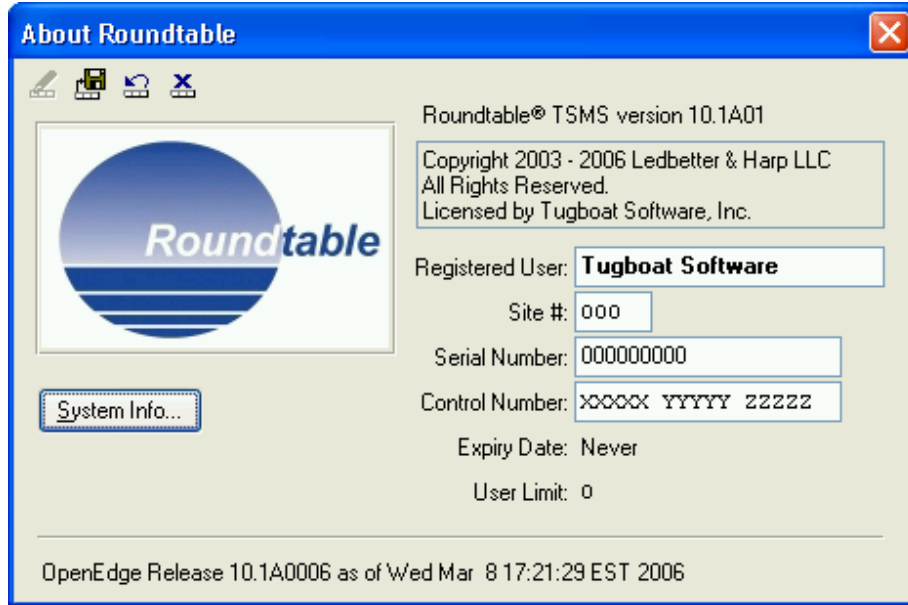 About Roundtable
Roundtable® TSMS version 10.1A01
Copyright 2003 - 2006 Ledbetter & Harp LLC
All Rights Reserved.
Licensed by Tugboat Software, Inc.
Roundtable
Registered User: Tugboat Software
Site #: 000
Serial Number: 000000000
System Info...
Control Number: XXXXX YYYYY ZZZZZ
Expiry Date: Never
User Limit: 0
OpenEdge Release 10.1A0006 as of Wed Mar 8 17:21:29 EST 2006